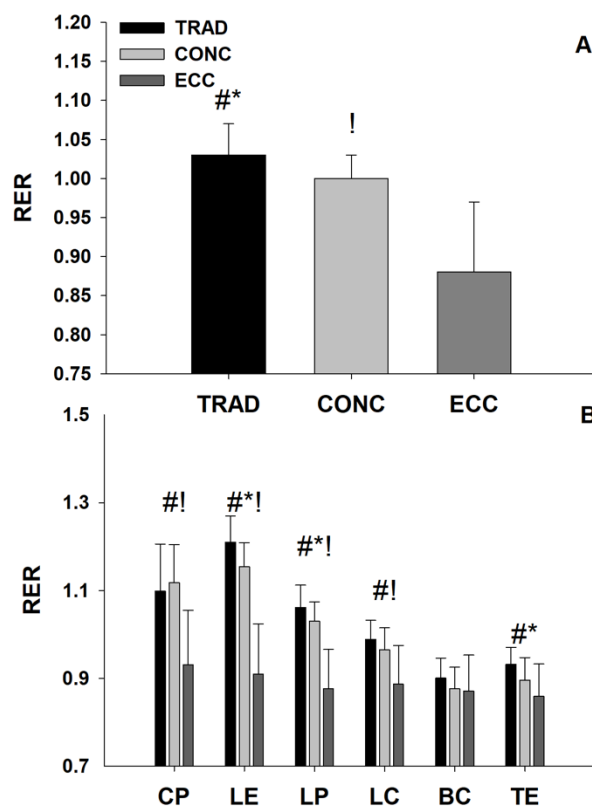 1.20
A
TRAD
1.15
CONC
ECC
1.10
#*
!
1.05
RER
1.00
0.95
0.90
0.85
0.80
0.75
TRAD CONC ECC
1.5
B
1.3
#! #*! #*! #! #*
RER
1.1
0.9
0.7
CP LE LP LC BC TE